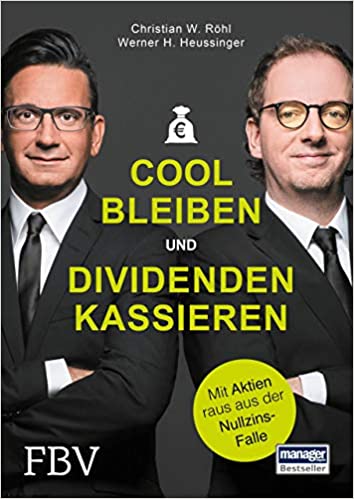 Christian W. Röhl
Werner H. Heussinger
€
COOL
BLEIBEN
UND
DIVIDENDEN
KASSIEREN
Mit Aktien
raus aus der
Nullzins-
Falle
FBV
manager
Bestseller